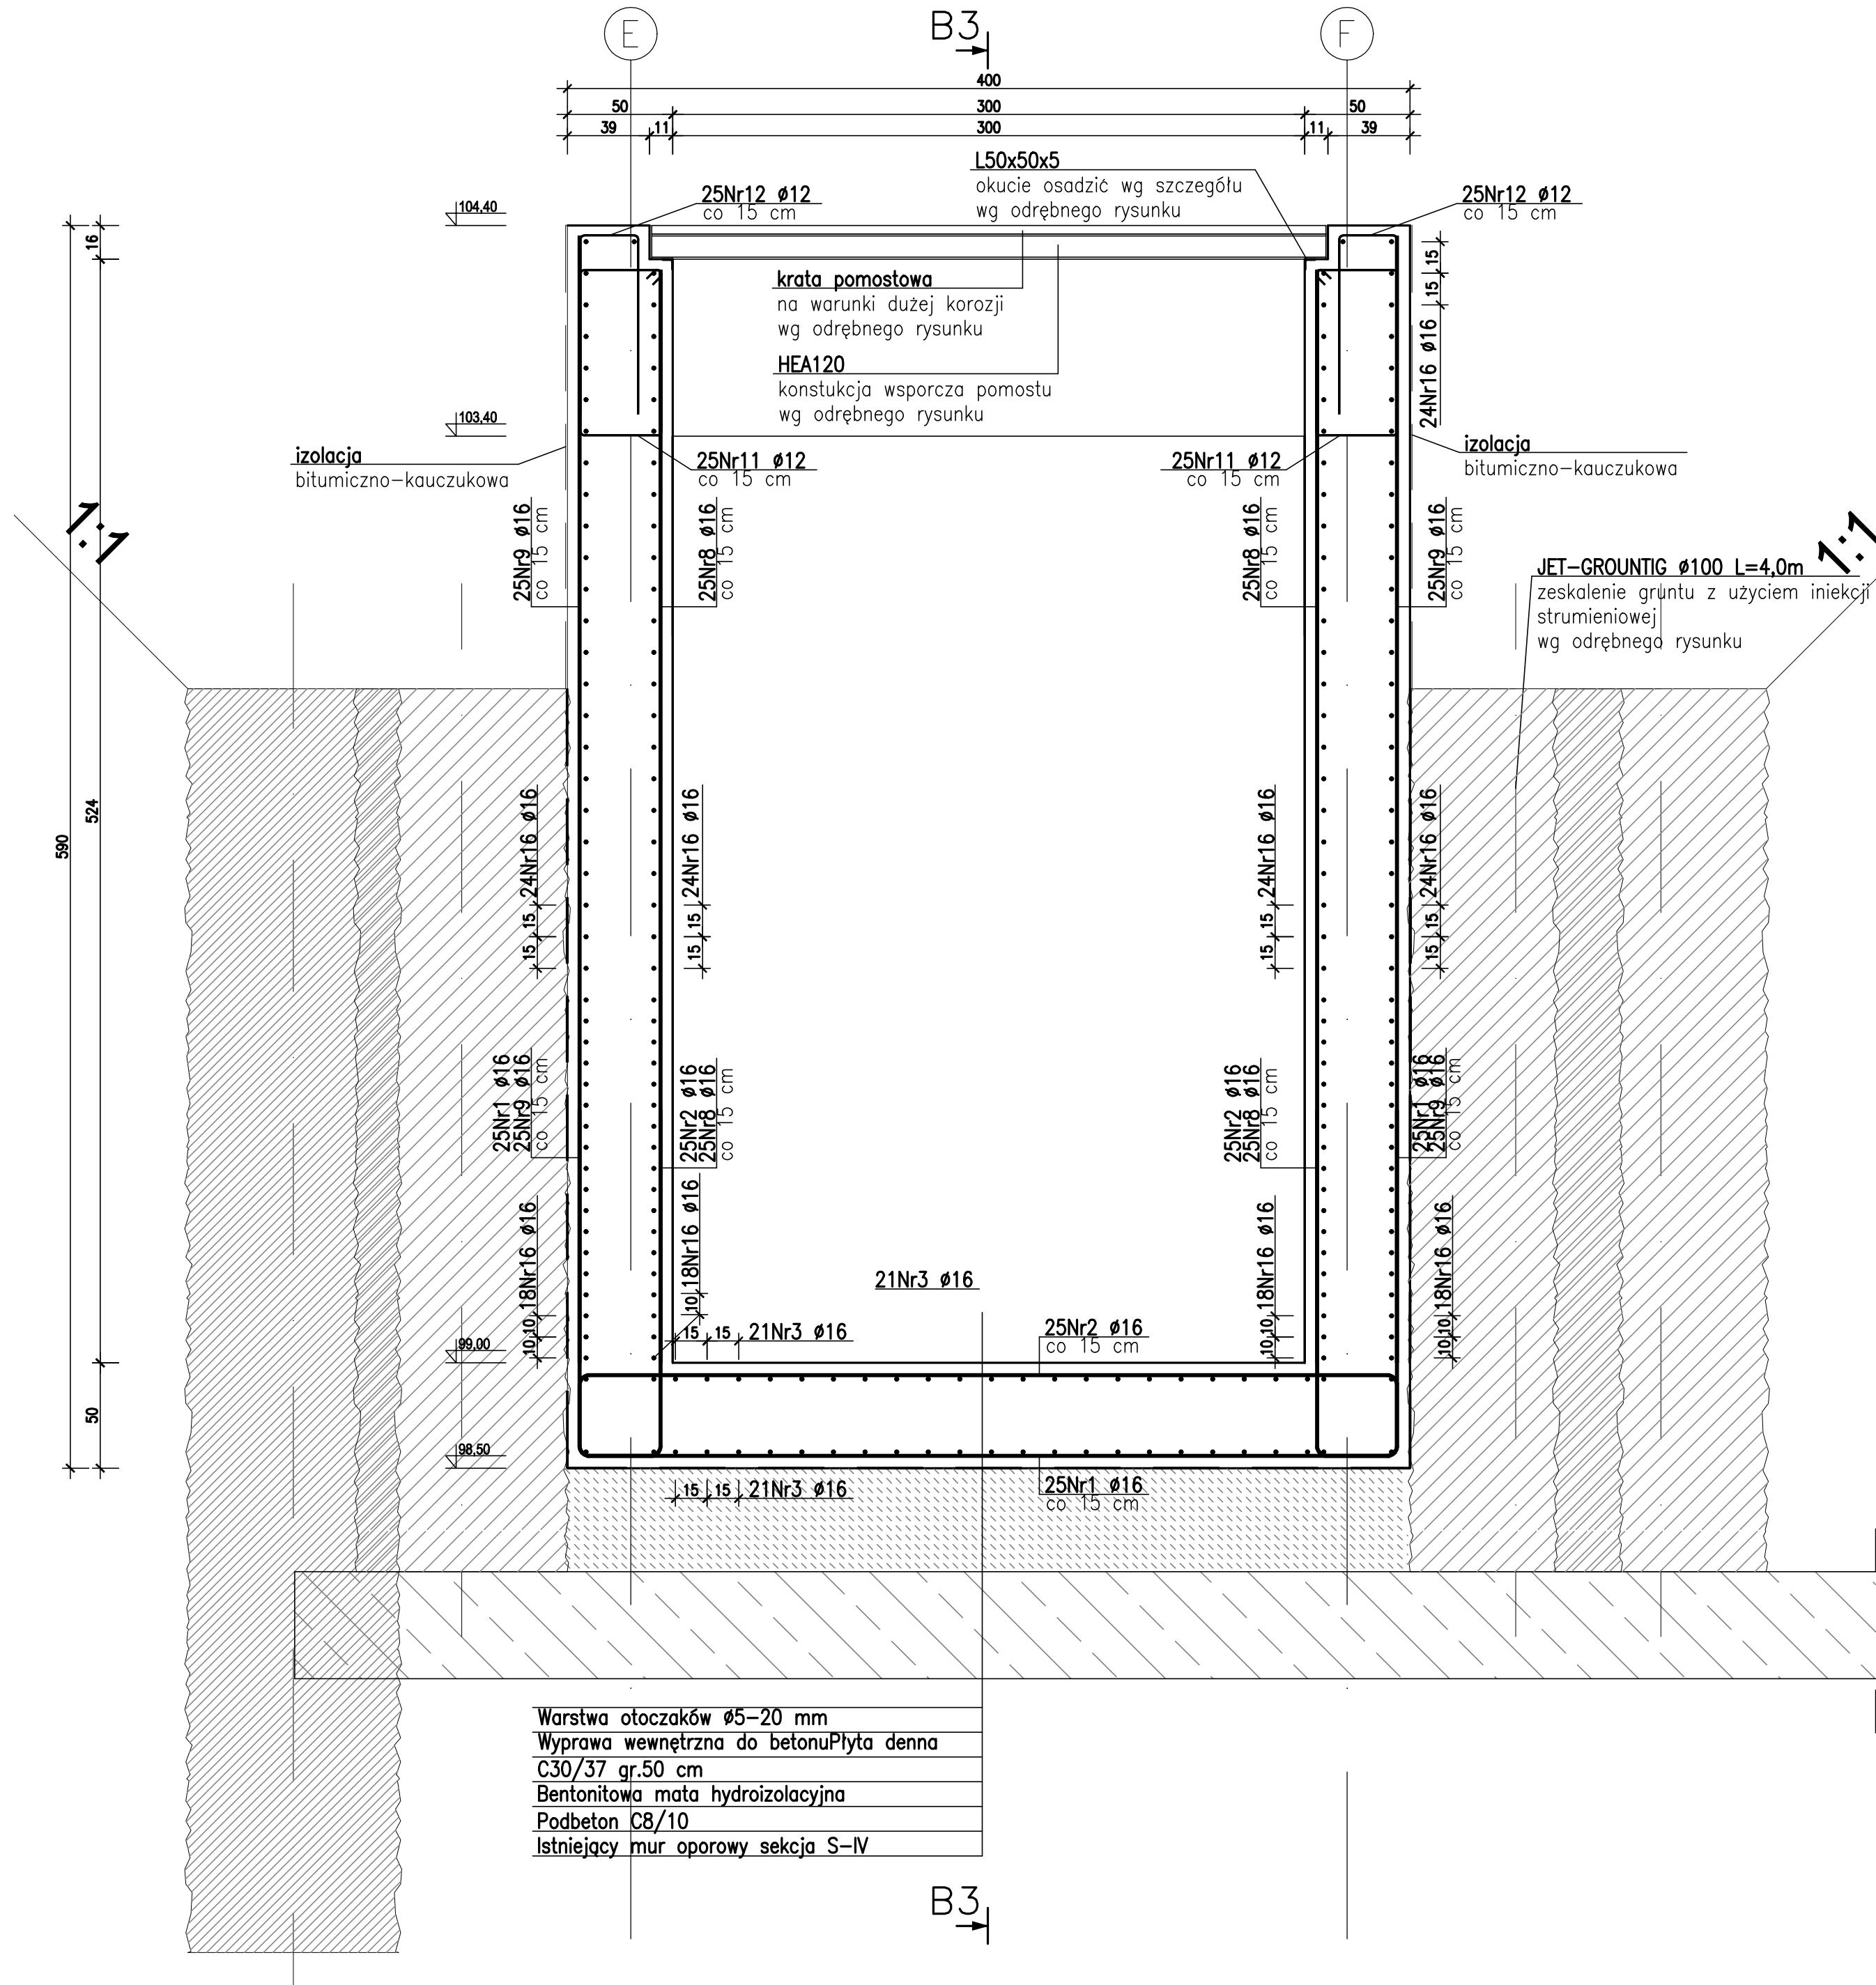 E
B3
F
400
50
300
50
39
11
300
11
39
L50x50x5
okucie osadzić wg szczegółu
wg odrębnego rysunku
25Nr12 ø12
co 15 cm
25Nr12 ø12
co 15 cm
104,40
16
15
15
24Nr16 ø16
krata pomostowa
na warunki dużej korozji
wg odrębnego rysunku
HEA120
konstukcja wsporcza pomostu
wg odrębnego rysunku
103,40
izolacja
bitumiczno-kauczukowa
25Nr11 ø12
co 15 cm
25Nr11 ø12
co 15 cm
izolacja
bitumiczno-kauczukowa
1:1
25Nr9 ø16
co 15 cm
25Nr8 ø16
co 15 cm
25Nr8 ø16
co 15 cm
25Nr9 ø16
co 15 cm
1:1
JET-GROUNTIG ø100 L=4,0m
zeskalenie gruntu z użyciem iniekcji
strumieniowej
wg odrębnego rysunku
590
524
24Nr16 ø16
15
15
24Nr16 ø16
15
15
24Nr16 ø16
15
15
24Nr16 ø16
15
15
25Nr1 ø16
25Nr9 ø16
co 15 cm
25Nr2 ø16
25Nr8 ø16
co 15 cm
25Nr2 ø16
25Nr8 ø16
co 15 cm
25Nr1 ø16
25Nr9 ø16
co 15 cm
18Nr16 ø16
10
10
18Nr16 ø16
10
18Nr16 ø16
10
10
18Nr16 ø16
10
10
21Nr3 ø16
15
15
21Nr3 ø16
25Nr2 ø16
co 15 cm
99,00
50
98,50
15
15
21Nr3 ø16
25Nr1 ø16
co 15 cm
Warstwa otoczaków Ø5-20 mm
Wyprawa wewnętrzna do betonuPłyta denna
C30/37 gr.50 cm
Bentonitowa mata hydroizolacyjna
Podbeton C8/10
Istniejący mur oporowy sekcja S-IV
B3